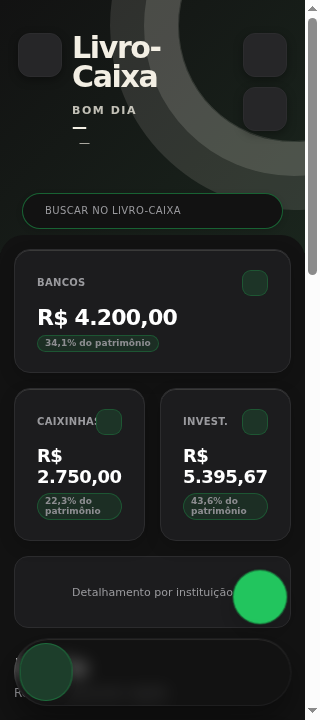 Livro-
Caixa
BOM DIA
—
—
BUSCAR NO LIVRO-CAIXA
BANCOS
R$ 4.200,00
34,1% do patrimônio
CAIXINHAS
R$
2.750,00
22,3% do
patrimônio
INVEST.
R$
5.395,67
43,6% do
patrimônio
Detalhamento por instituição